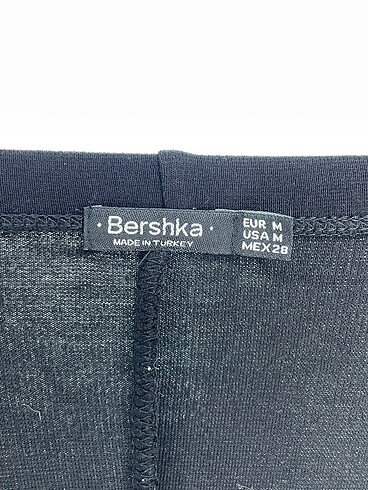 · Bershka ·
MADE IN TURKEY
EUR M
USA M
MEX 28